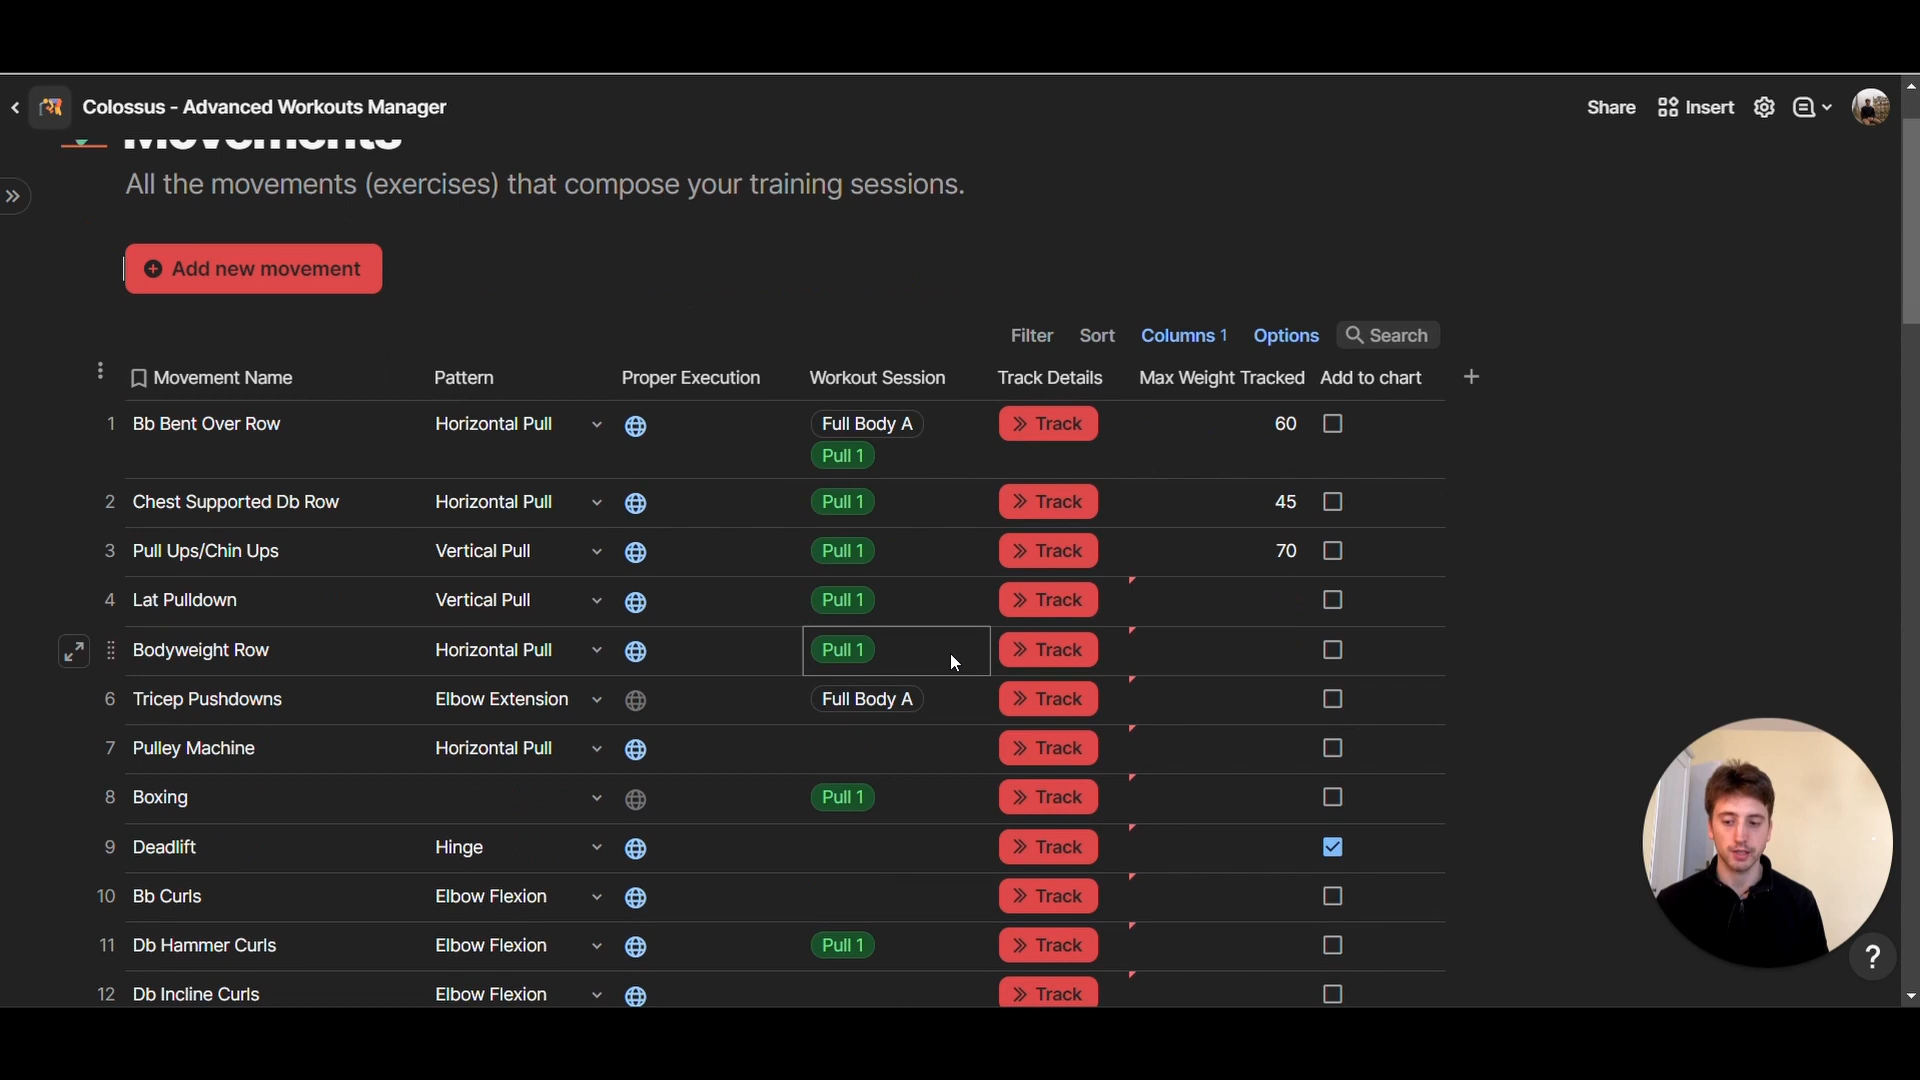 Colossus - Advanced Workouts Manager
Share Insert
Movements
All the movements (exercises) that compose your training sessions.
Add new movement
Filter Sort Columns 1 Options Search
Movement Name Pattern Proper Execution Workout Session Track Details Max Weight Tracked Add to chart
1 Bb Bent Over Row Horizontal Pull Full Body A Track 60
Pull 1
2 Chest Supported Db Row Horizontal Pull Pull 1 Track 45
3 Pull Ups/Chin Ups Vertical Pull Pull 1 Track 70
4 Lat Pulldown Vertical Pull Pull 1 Track
Bodyweight Row Horizontal Pull Pull 1 Track
6 Tricep Pushdowns Elbow Extension Full Body A Track
7 Pulley Machine Horizontal Pull Track
8 Boxing Pull 1 Track
9 Deadlift Hinge Track
10 Bb Curls Elbow Flexion Track
11 Db Hammer Curls Elbow Flexion Pull 1 Track
12 Db Incline Curls Elbow Flexion Track
?